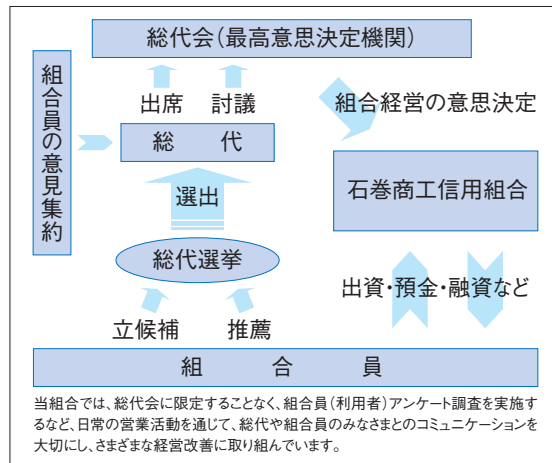 総代会（最高意思決定機関）
組合員の意見集約
出席 討議
組合経営の意思決定
総代
石巻商工信用組合
選出
総代選挙
出資・預金・融資など
立候補 推薦
組合員
当組合では、総代会に限定することなく、組合員（利用者）アンケート調査を実施す
るなど、日常の営業活動を通じて、総代や組合員のみなさまとのコミュニケーションを
大切にし、さまざまな経営改善に取り組んでいます。